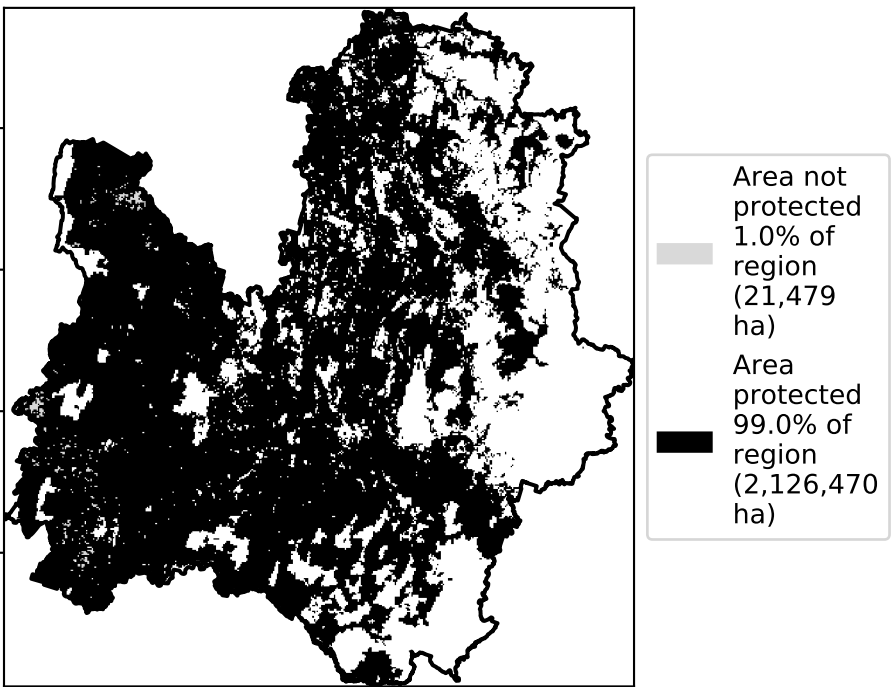 Area not
protected
1.0% of
region
(21,479
ha)
Area
protected
99.0% of
region
(2,126,470
ha)